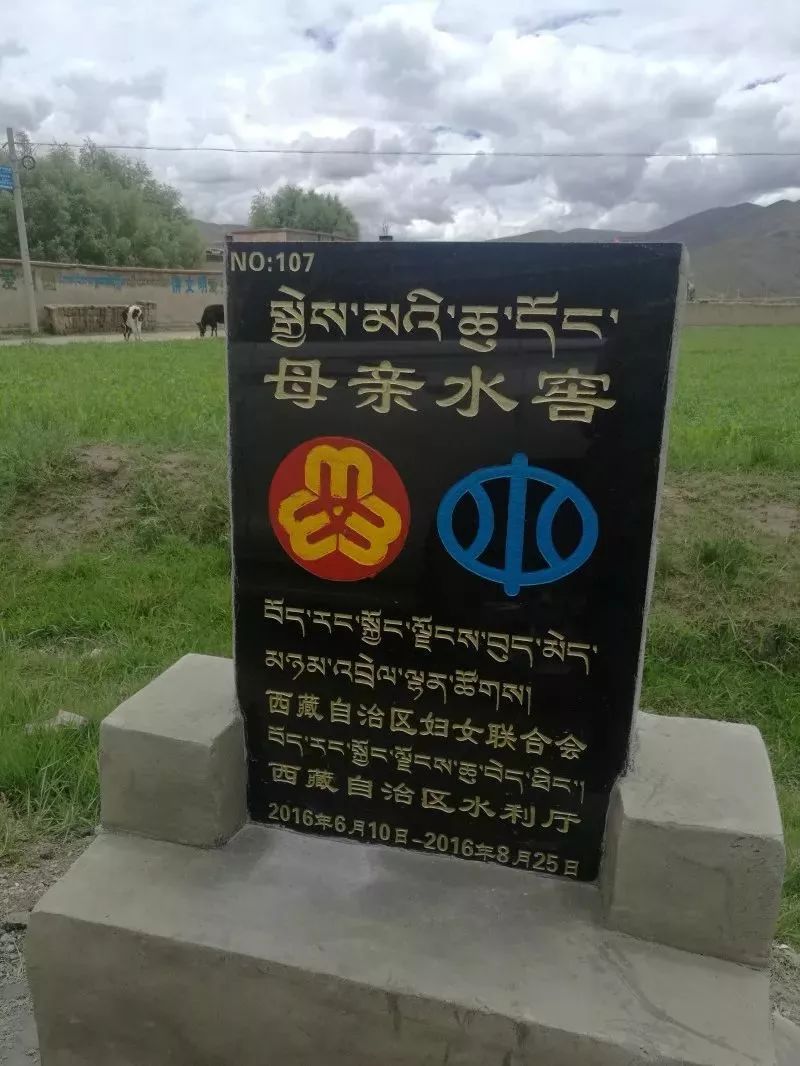 NO:107
སྐྱེས་མའི་ཆུ་དོང་
母亲水窖
བོད་རང་སྐྱོང་ལྗོངས་བུད་མེད་
མཉམ་འབྲེལ་ལྷན་ཚོགས།
西藏自治区妇女联合会
བོད་རང་སྐྱོང་ལྗོངས་ཆུ་བེད་ཐིང་།
西藏自治区水利厅
2016年6月10日-2016年8月25日